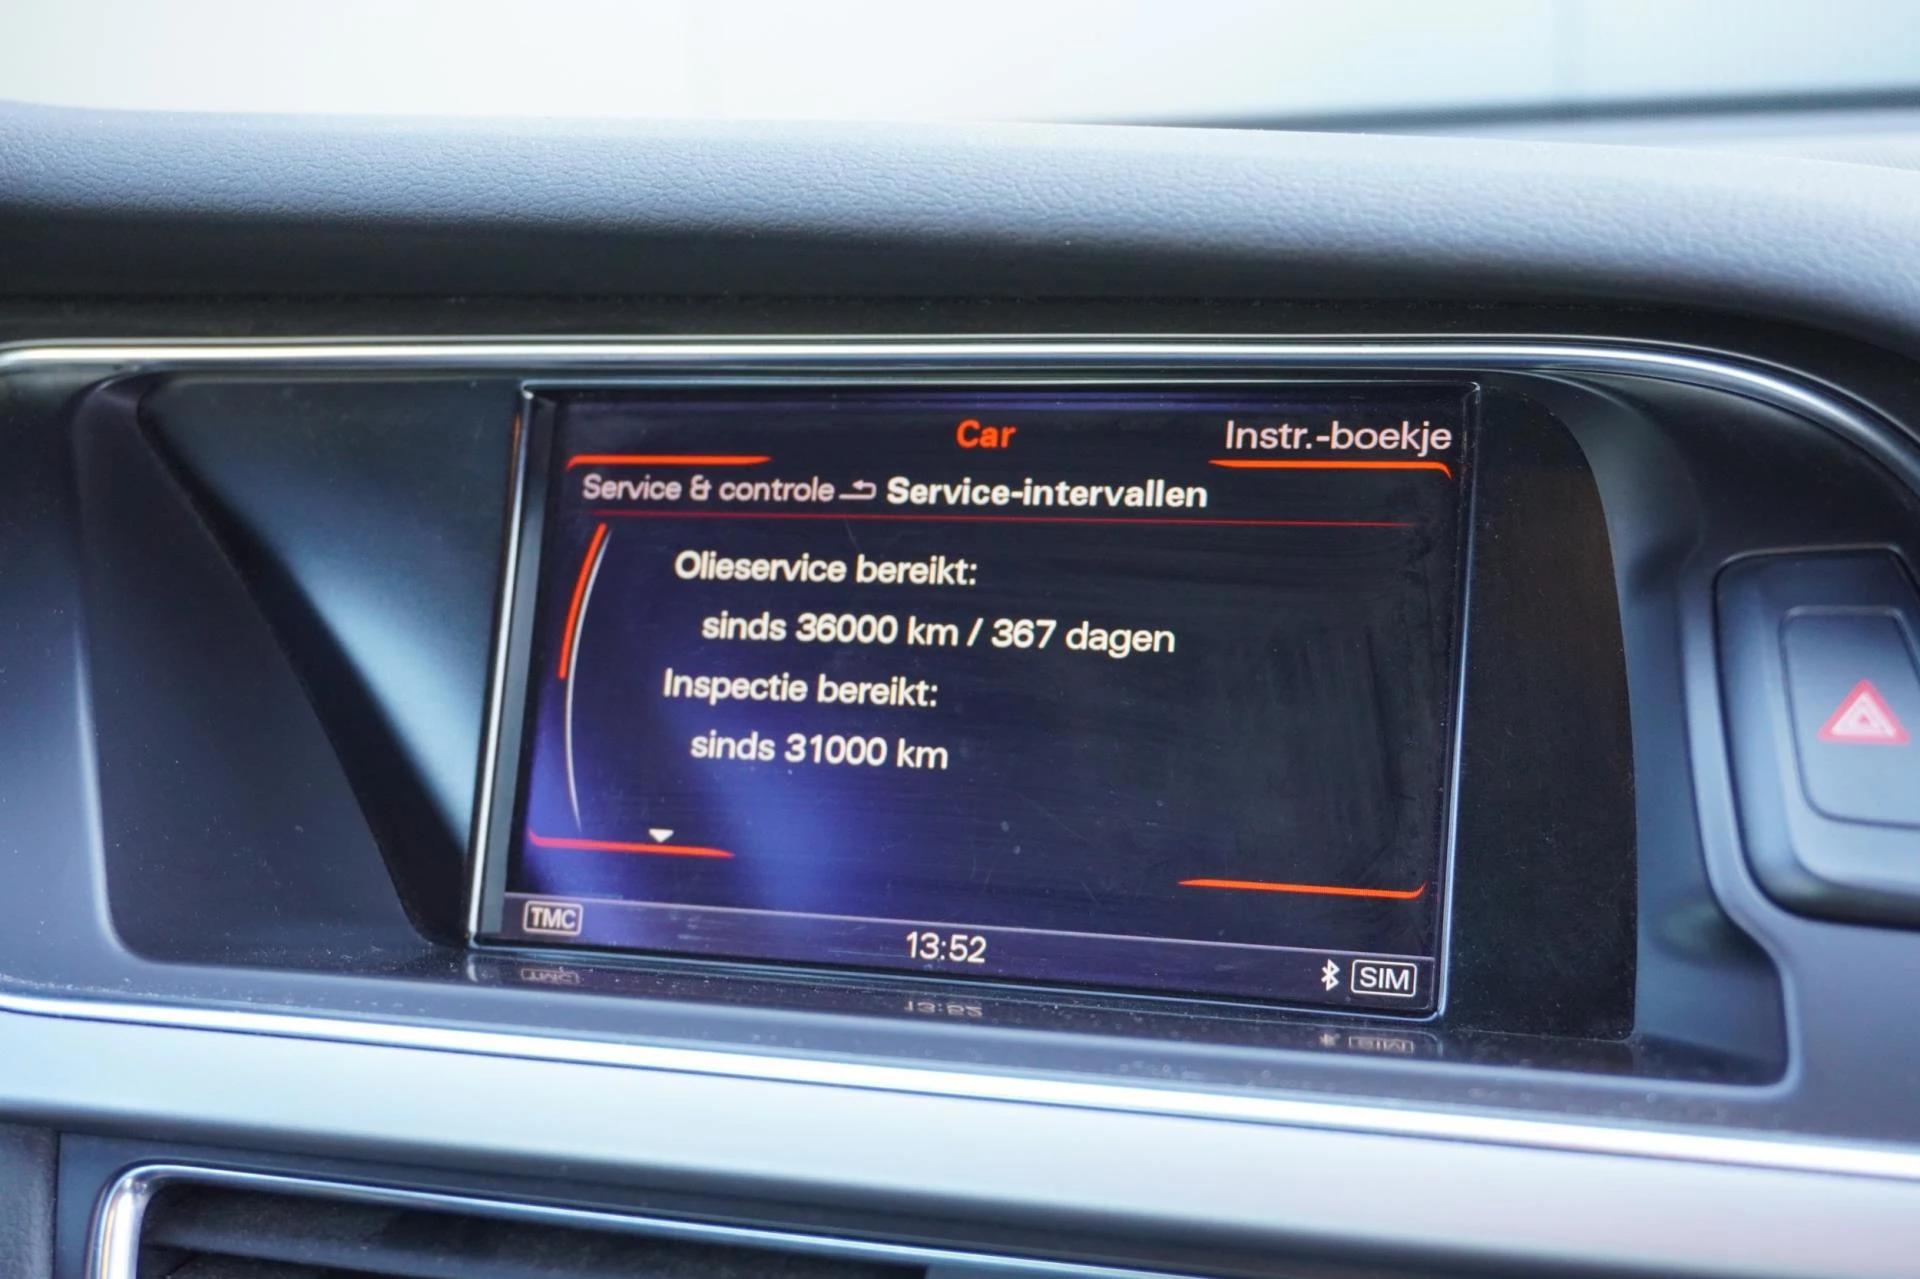 Car
Instr.-boekje
Service & controle Service-intervallen
Olieservice bereikt:
sinds 36000 km / 367 dagen
Inspectie bereikt:
sinds 31000 km
TMC
13:52
SIM